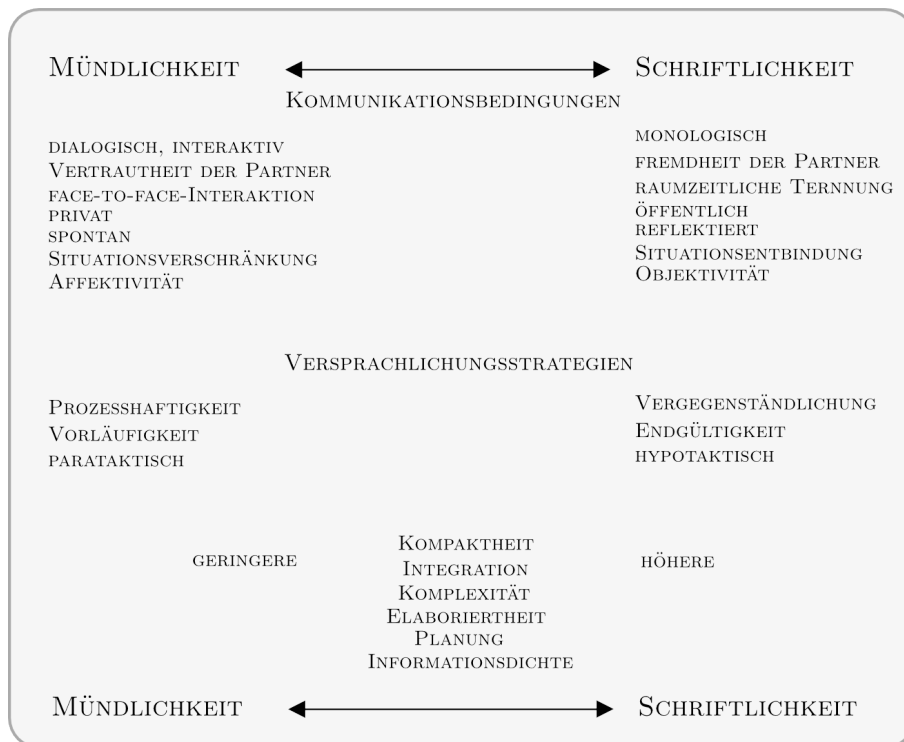 Mündlichkeit Schriftlichkeit
Kommunikationsbedingungen
dialogisch, interaktiv
Vertrautheit der Partner
face-to-face-Interaktion
privat
spontan
Situationsverschränkung
Affektivität
monologisch
fremdheit der Partner
raumzeitliche Ternnung
öffentlich
reflektiert
Situationsentbindung
Objektivität
Versprachlichungsstrategien
Prozesshaftigkeit
Vorläufigkeit
parataktisch
Vergegenständlichung
Endgültigkeit
hypotaktisch
geringere
Kompaktheit
Integration
Komplexität
Elaboriertheit
Planung
Informationsdichte
höhere
Mündlichkeit Schriftlichkeit